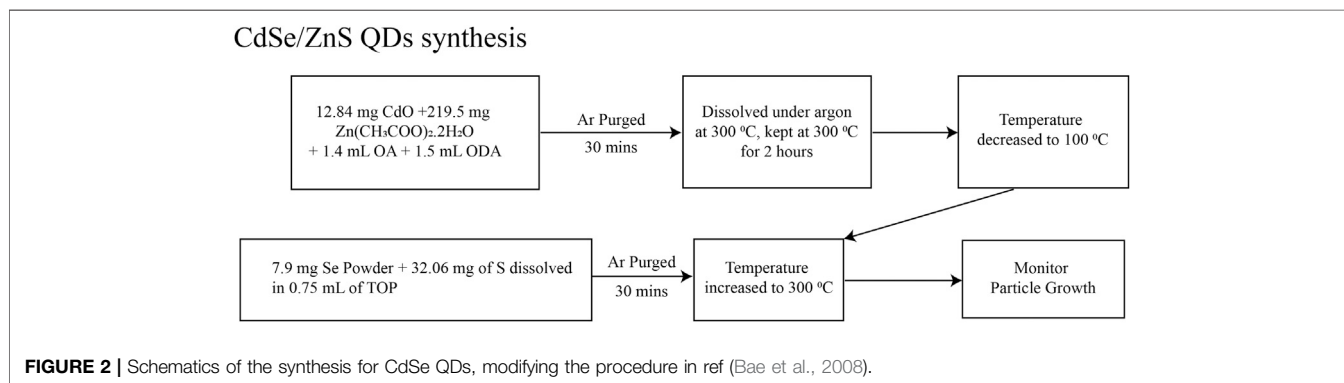 CdSe/ZnS QDs synthesis
12.84 mg CdO +219.5 mg
Zn(CH₃COO)₂.2H₂O
+ 1.4 mL OA + 1.5 mL ODA
Ar Purged
30 mins
Dissolved under argon
at 300 ⁰C, kept at 300 ⁰C
for 2 hours
Temperature
decreased to 100 ⁰C
7.9 mg Se Powder + 32.06 mg of S dissolved
in 0.75 mL of TOP
Ar Purged
30 mins
Temperature
increased to 300 ⁰C
Monitor
Particle Growth
FIGURE 2 | Schematics of the synthesis for CdSe QDs, modifying the procedure in ref (Bae et al., 2008).